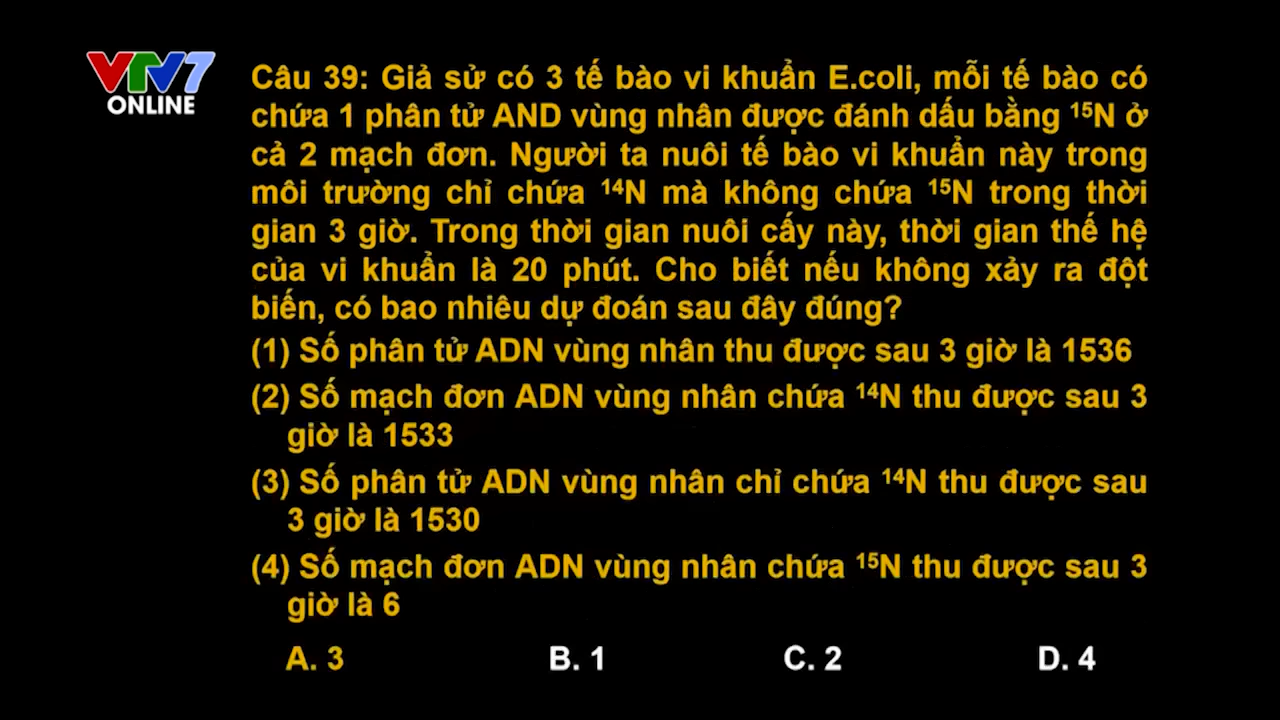 VTV7
ONLINE
Câu 39: Giả sử có 3 tế bào vi khuẩn E.coli, mỗi tế bào có
chứa 1 phân tử AND vùng nhân được đánh dấu bằng ¹⁵N ở
cả 2 mạch đơn. Người ta nuôi tế bào vi khuẩn này trong
môi trường chỉ chứa ¹⁴N mà không chứa ¹⁵N trong thời
gian 3 giờ. Trong thời gian nuôi cấy này, thời gian thế hệ
của vi khuẩn là 20 phút. Cho biết nếu không xảy ra đột
biến, có bao nhiêu dự đoán sau đây đúng?
(1) Số phân tử ADN vùng nhân thu được sau 3 giờ là 1536
(2) Số mạch đơn ADN vùng nhân chứa ¹⁴N thu được sau 3
giờ là 1533
(3) Số phân tử ADN vùng nhân chỉ chứa ¹⁴N thu được sau
3 giờ là 1530
(4) Số mạch đơn ADN vùng nhân chứa ¹⁵N thu được sau 3
giờ là 6
A. 3 B. 1 C. 2 D. 4